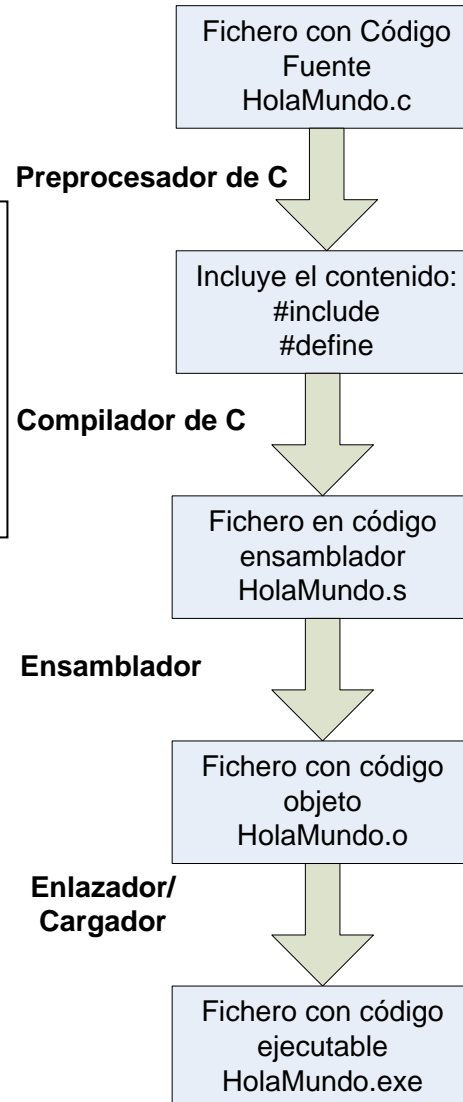 Fichero con Código
Fuente
HolaMundo.c
Preprocesador de C
Incluye el contenido:
#include
#define
Compilador de C
Fichero en código
ensamblador
HolaMundo.s
Ensamblador
Fichero con código
objeto
HolaMundo.o
Enlazador/
Cargador
Fichero con código
ejecutable
HolaMundo.exe